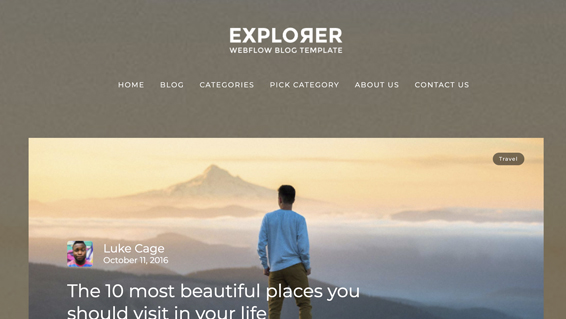 EXPLOЯER
WEBFLOW BLOG TEMPLATE
HOME BLOG CATEGORIES PICK CATEGORY ABOUT US CONTACT US
Travel
Luke Cage
October 11, 2016
The 10 most beautiful places you
should visit in your life